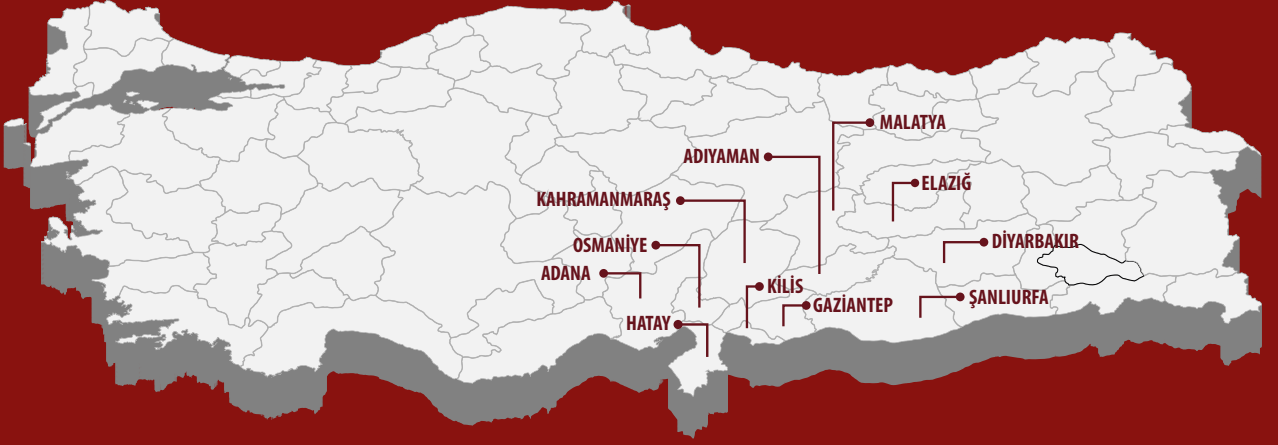 MALATYA
ADIYAMAN
ELAZIĞ
KAHRAMANMARAŞ
OSMANİYE
DİYARBAKIR
ADANA
KİLİS
ŞANLIURFA
GAZİANTEP
HATAY